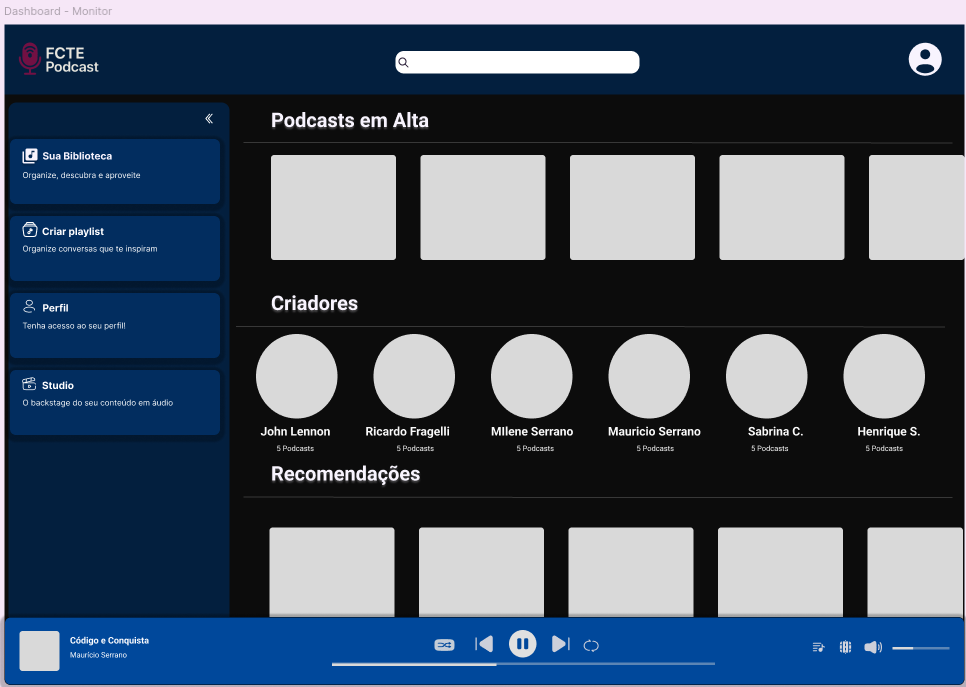 Dashboard - Monitor
FCTE
Podcast
Podcasts em Alta
Sua Biblioteca
Organize, descubra e aproveite
Criar playlist
Organize conversas que te inspiram
Perfil
Tenha acesso ao seu perfil!
Studio
O backstage do seu conteúdo em áudio
Criadores
John Lennon
Ricardo Fragelli
MIlene Serrano
Mauricio Serrano
Sabrina C.
Henrique S.
5 Podcasts
5 Podcasts
5 Podcasts
5 Podcasts
5 Podcasts
5 Podcasts
Recomendações
Código e Conquista
Maurício Serrano